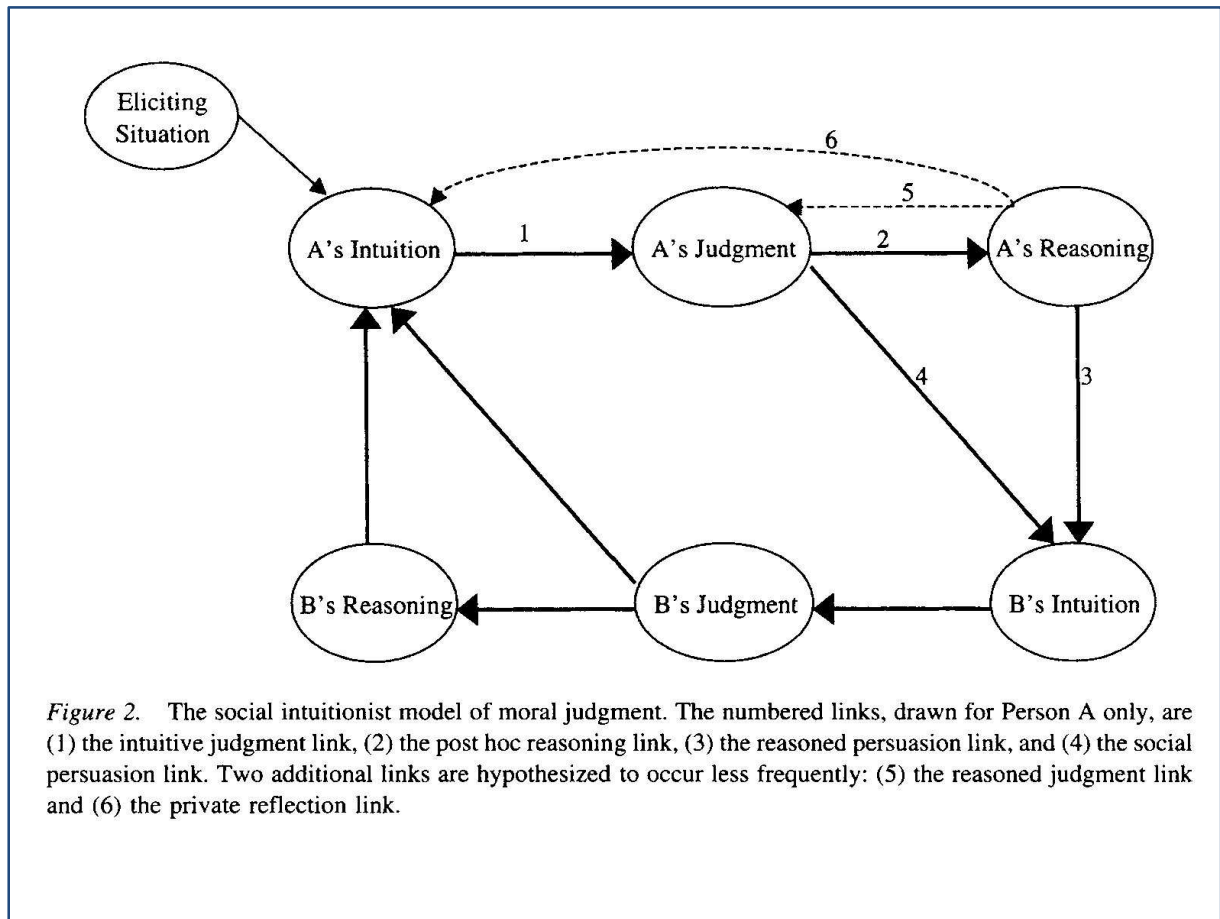 Eliciting
Situation
6
5
A's Intuition
1
A's Judgment
2
A's Reasoning
4
3
B's Reasoning
B's Judgment
B's Intuition
Figure 2. The social intuitionist model of moral judgment. The numbered links, drawn for Person A only, are
(1) the intuitive judgment link, (2) the post hoc reasoning link, (3) the reasoned persuasion link, and (4) the social
persuasion link. Two additional links are hypothesized to occur less frequently: (5) the reasoned judgment link
and (6) the private reflection link.